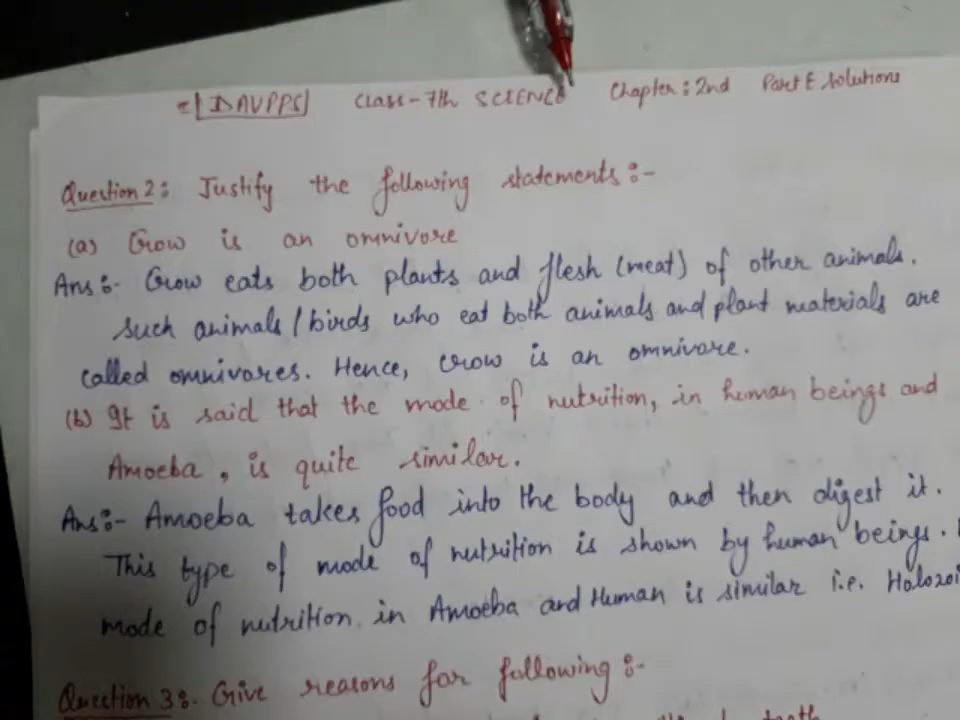 DAVPPS Class-7th SCIENCE Chapter:2nd Part E solutions
Question 2: Justify the following statements:-
(a) Crow is an omnivore
Ans:- Crow eats both plants and flesh (meat) of other animals.
such animals/birds who eat both animals and plant materials are
called omnivores. Hence, crow is an omnivore.
(b) It is said that the mode of nutrition, in human beings and
Amoeba, is quite similar.
Ans:- Amoeba takes food into the body and then digest it.
This type of mode of nutrition is shown by human beings.
mode of nutrition in Amoeba and Human is similar i.e. Holozoi
Question 3:- Give reasons for following:-
teeth